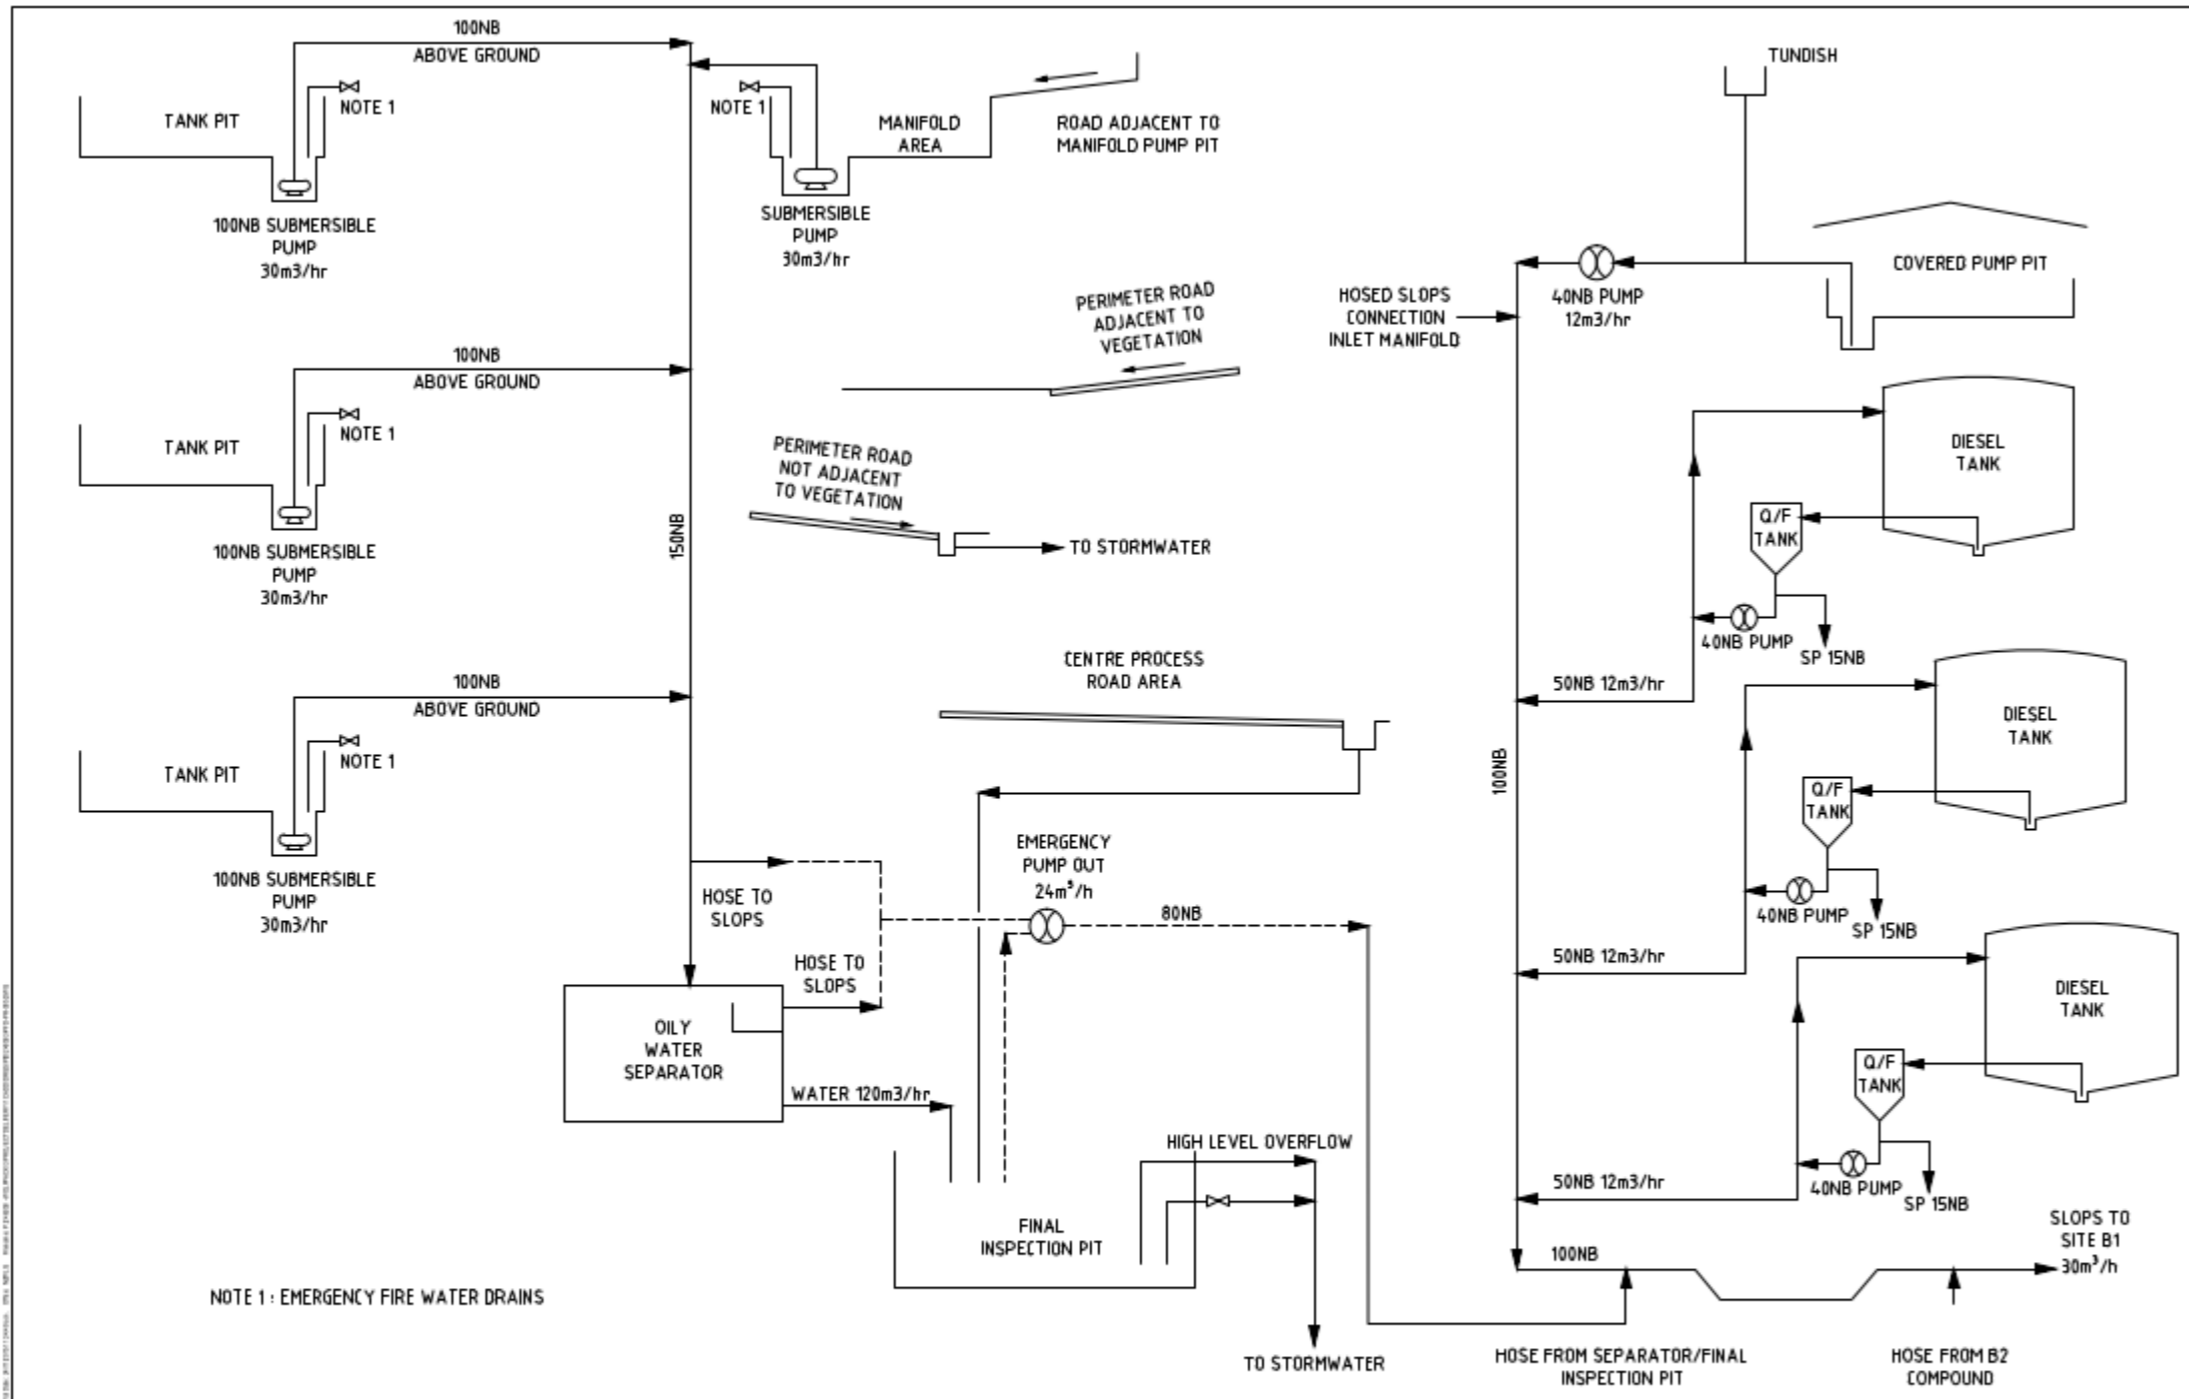 100NB
ABOVE GROUND
NOTE 1
TANK PIT
100NB SUBMERSIBLE
PUMP
30m3/hr
NOTE 1
MANIFOLD
AREA
ROAD ADJACENT TO
MANIFOLD PUMP PIT
SUBMERSIBLE
PUMP
30m3/hr
TUNDISH
COVERED PUMP PIT
40NB PUMP
12m3/hr
HOSED SLOPS
CONNECTION
INLET MANIFOLD
PERIMETER ROAD
ADJACENT TO
VEGETATION
100NB
ABOVE GROUND
NOTE 1
TANK PIT
100NB SUBMERSIBLE
PUMP
30m3/hr
150NB
PERIMETER ROAD
NOT ADJACENT
TO VEGETATION
TO STORMWATER
DIESEL
TANK
Q/F
TANK
40NB PUMP
SP 15NB
50NB 12m3/hr
CENTRE PROCESS
ROAD AREA
100NB
ABOVE GROUND
NOTE 1
TANK PIT
100NB SUBMERSIBLE
PUMP
30m3/hr
100NB
DIESEL
TANK
Q/F
TANK
40NB PUMP
SP 15NB
50NB 12m3/hr
EMERGENCY
PUMP OUT
24m³/h
80NB
HOSE TO
SLOPS
HOSE TO
SLOPS
OILY
WATER
SEPARATOR
WATER 120m3/hr
DIESEL
TANK
Q/F
TANK
40NB PUMP
SP 15NB
50NB 12m3/hr
HIGH LEVEL OVERFLOW
FINAL
INSPECTION PIT
TO STORMWATER
100NB
SLOPS TO
SITE B1
30m³/h
HOSE FROM SEPARATOR/FINAL
INSPECTION PIT
HOSE FROM B2
COMPOUND
NOTE 1 : EMERGENCY FIRE WATER DRAINS